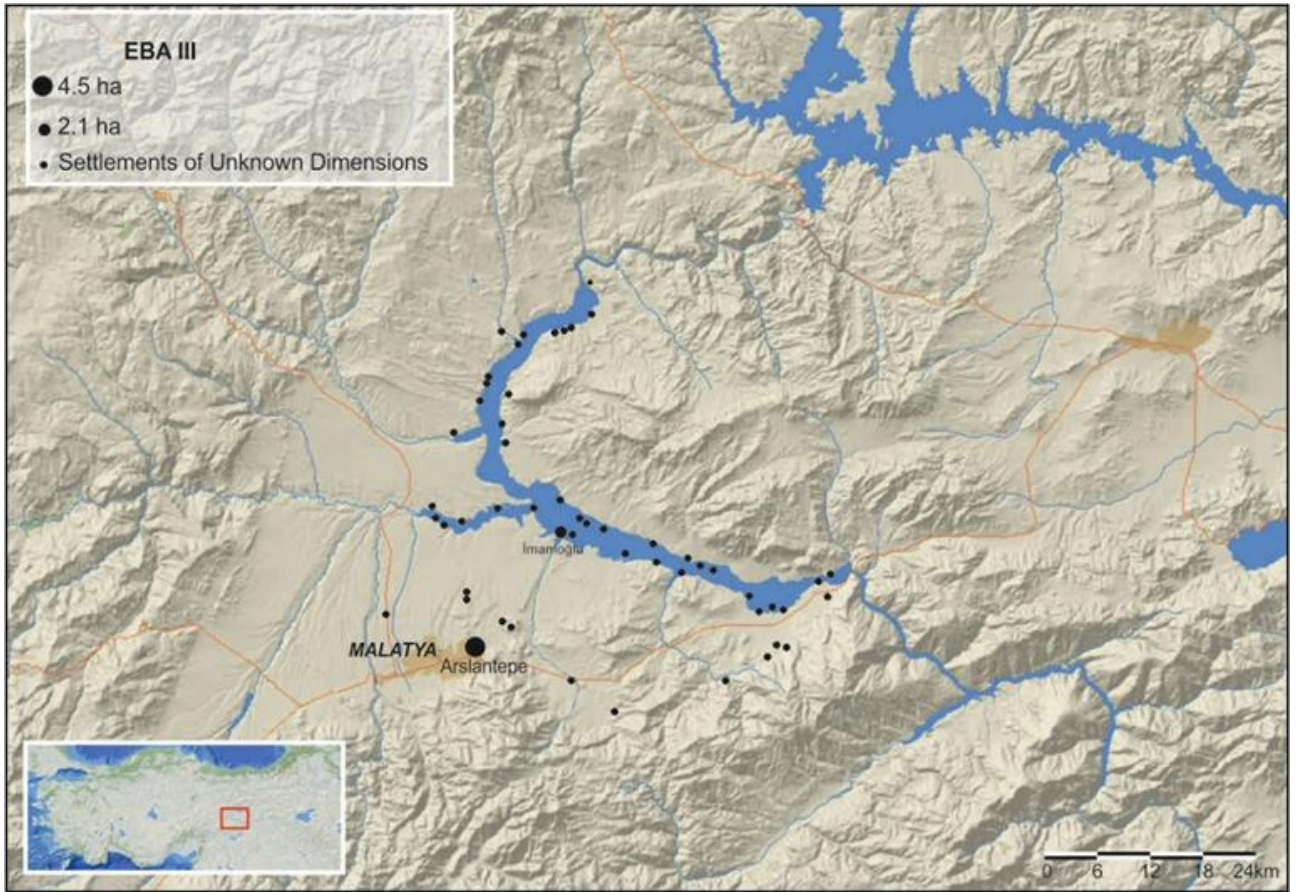 EBA III
4.5 ha
2.1 ha
Settlements of Unknown Dimensions
Imamoğlu
MALATYA
Arslantepe
0 6 12 18 24km